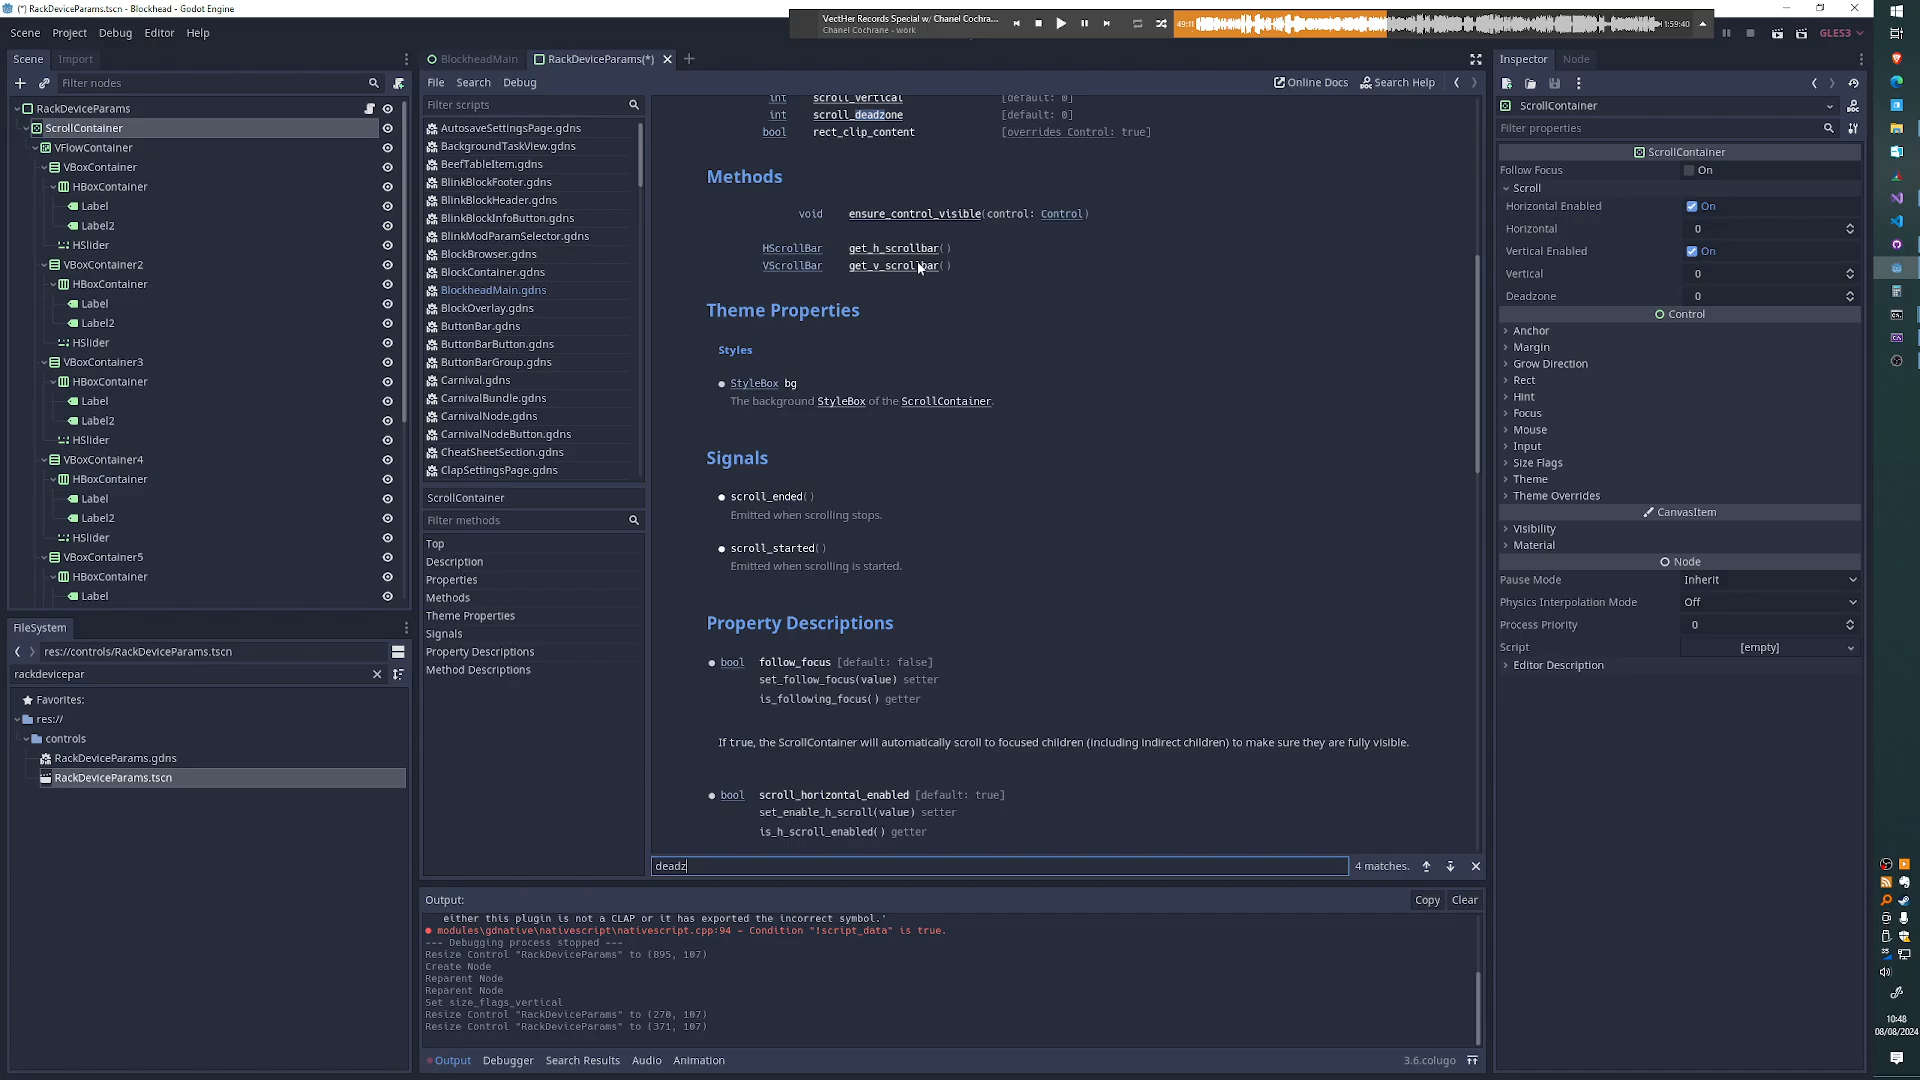 (*) RackDeviceParams.tscn - Blockhead - Godot Engine
VectHer Records Special w/ Chanel Cochra...
Chanel Cochrane - work
49:11
1:59:40
Scene Project Debug Editor Help
GLES3
Scene Import
Filter nodes
RackDeviceParams
ScrollContainer
VFlowContainer
VBoxContainer
HBoxContainer
Label
Label2
HSlider
VBoxContainer2
HBoxContainer
Label
Label2
HSlider
VBoxContainer3
HBoxContainer
Label
Label2
HSlider
VBoxContainer4
HBoxContainer
Label
Label2
HSlider
VBoxContainer5
HBoxContainer
Label
FileSystem
res://controls/RackDeviceParams.tscn
rackdevicepar
Favorites:
res://
controls
RackDeviceParams.gdns
RackDeviceParams.tscn
BlockheadMain RackDeviceParams(*)
File Search Debug
Online Docs Search Help
Filter scripts
AutosaveSettingsPage.gdns
BackgroundTaskView.gdns
BeefTableItem.gdns
BlinkBlockFooter.gdns
BlinkBlockHeader.gdns
BlinkBlockInfoButton.gdns
BlinkModParamSelector.gdns
BlockBrowser.gdns
BlockContainer.gdns
BlockheadMain.gdns
BlockOverlay.gdns
ButtonBar.gdns
ButtonBarButton.gdns
ButtonBarGroup.gdns
Carnival.gdns
CarnivalBundle.gdns
CarnivalNode.gdns
CarnivalNodeButton.gdns
CheatSheetSection.gdns
ClapSettingsPage.gdns
ScrollContainer
Filter methods
Top
Description
Properties
Methods
Theme Properties
Signals
Property Descriptions
Method Descriptions
int scroll_vertical [default: 0]
int scroll_deadzone [default: 0]
bool rect_clip_content [overrides Control: true]
Methods
void ensure_control_visible(control: Control)
HScrollBar get_h_scrollbar()
VScrollBar get_v_scrollbar()
Theme Properties
Styles
StyleBox bg
The background StyleBox of the ScrollContainer.
Signals
scroll_ended()
Emitted when scrolling stops.
scroll_started()
Emitted when scrolling is started.
Property Descriptions
bool follow_focus [default: false]
set_follow_focus(value) setter
is_following_focus() getter
If true, the ScrollContainer will automatically scroll to focused children (including indirect children) to make sure they are fully visible.
bool scroll_horizontal_enabled [default: true]
set_enable_h_scroll(value) setter
is_h_scroll_enabled() getter
deadz
4 matches.
Output:
Copy Clear
either this plugin is not a CLAP or it has exported the incorrect symbol.'
modules\gdnative\nativescript\nativescript.cpp:94 - Condition "!script_data" is true.
--- Debugging process stopped ---
Resize Control "RackDeviceParams" to (895, 107)
Create Node
Reparent Node
Reparent Node
Set size_flags_vertical
Resize Control "RackDeviceParams" to (270, 107)
Resize Control "RackDeviceParams" to (371, 107)
Output Debugger Search Results Audio Animation
3.6.colugo
Inspector Node
ScrollContainer
Filter properties
ScrollContainer
Follow Focus On
Scroll
Horizontal Enabled On
Horizontal 0
Vertical Enabled On
Vertical 0
Deadzone 0
Control
Anchor
Margin
Grow Direction
Rect
Hint
Focus
Mouse
Input
Size Flags
Theme
Theme Overrides
CanvasItem
Visibility
Material
Node
Pause Mode Inherit
Physics Interpolation Mode Off
Process Priority 0
Script [empty]
Editor Description
10:48
08/08/2024